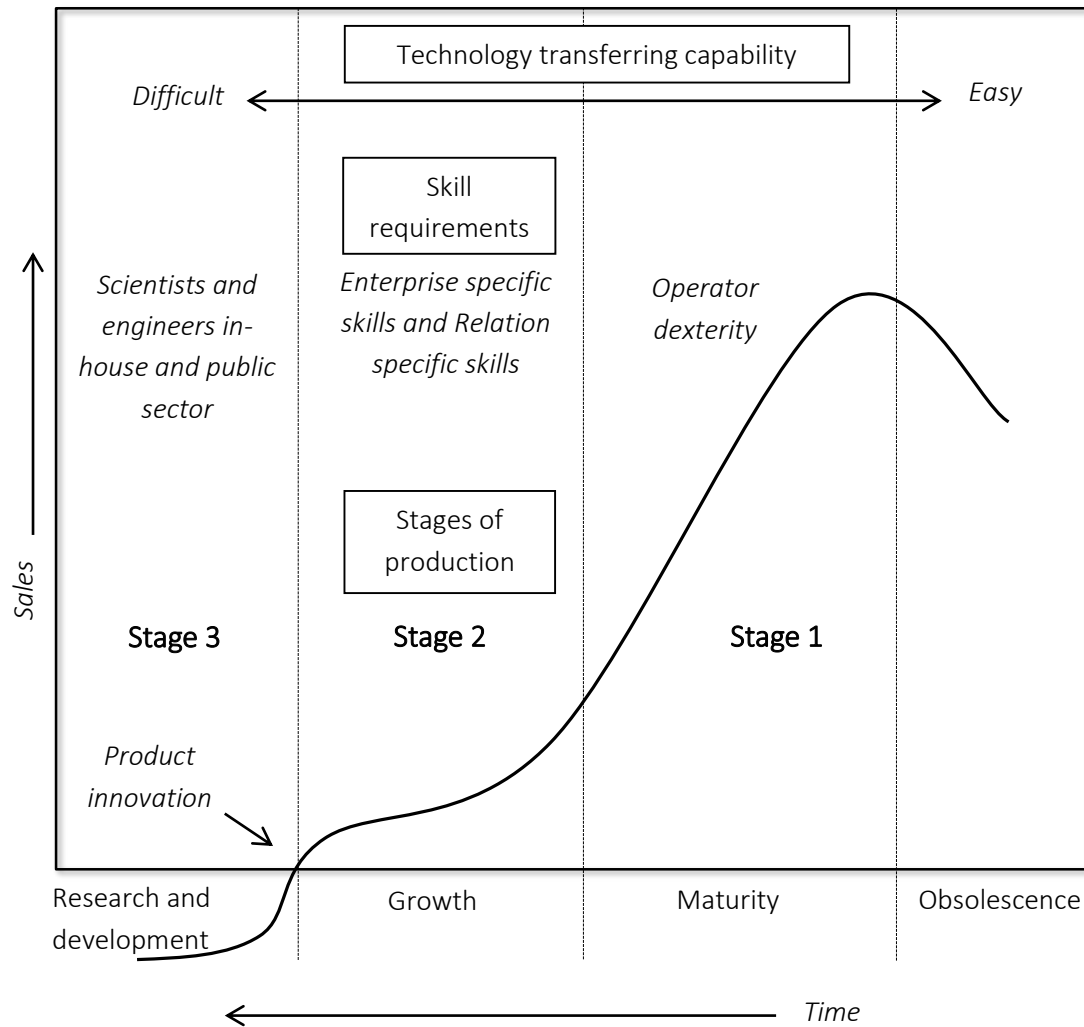 Technology transferring capability
Difficult
Easy
Skill
requirements
Scientists and
engineers in-
house and public
sector
Enterprise specific
skills and Relation
specific skills
Operator
dexterity
Stages of
production
Sales
Stage 3
Stage 2
Stage 1
Product
innovation
Research and
development
Growth
Maturity
Obsolescence
Time